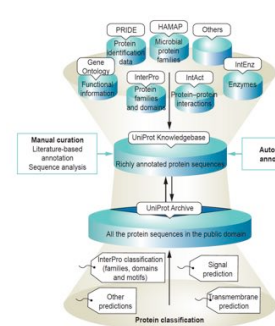 PRIDE
HAMAP
Others
Protein
identification
data
Microbial
protein
families
Gene
Ontology
InterPro
IntAct
IntEnz
Functional
information
Protein
families
and domains
Protein–protein
interactions
Enzymes
Manual curation
Literature-based
annotation
Sequence analysis
UniProt Knowledgebase
Richly annotated protein sequences
Auto
anno
UniProt Archive
All the protein sequences in the public domain
InterPro classification
(families, domains
and motifs)
Signal
prediction
Other
predictions
Transmembrane
prediction
Protein classification